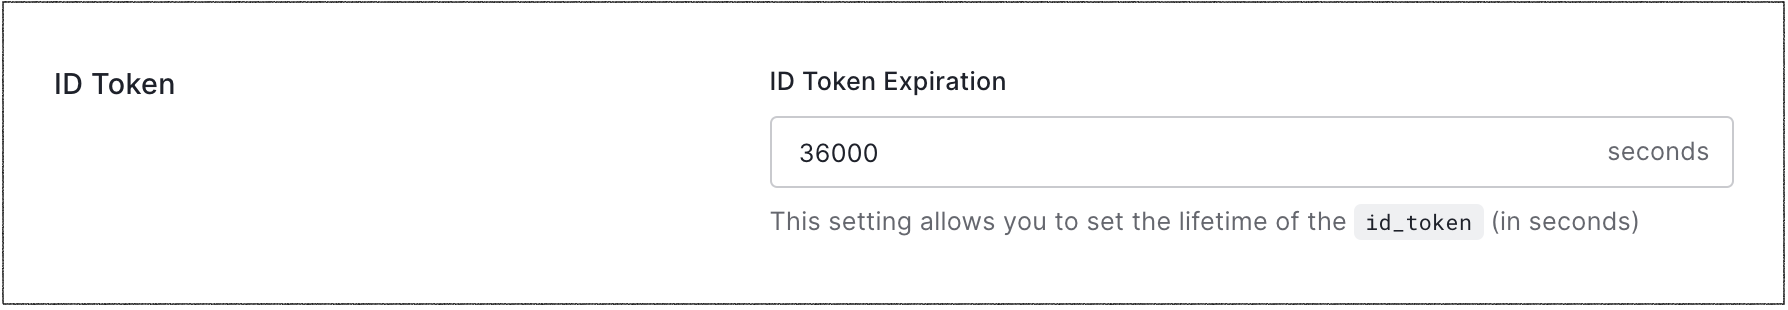 ID Token
ID Token Expiration
36000 seconds
This setting allows you to set the lifetime of the id_token (in seconds)